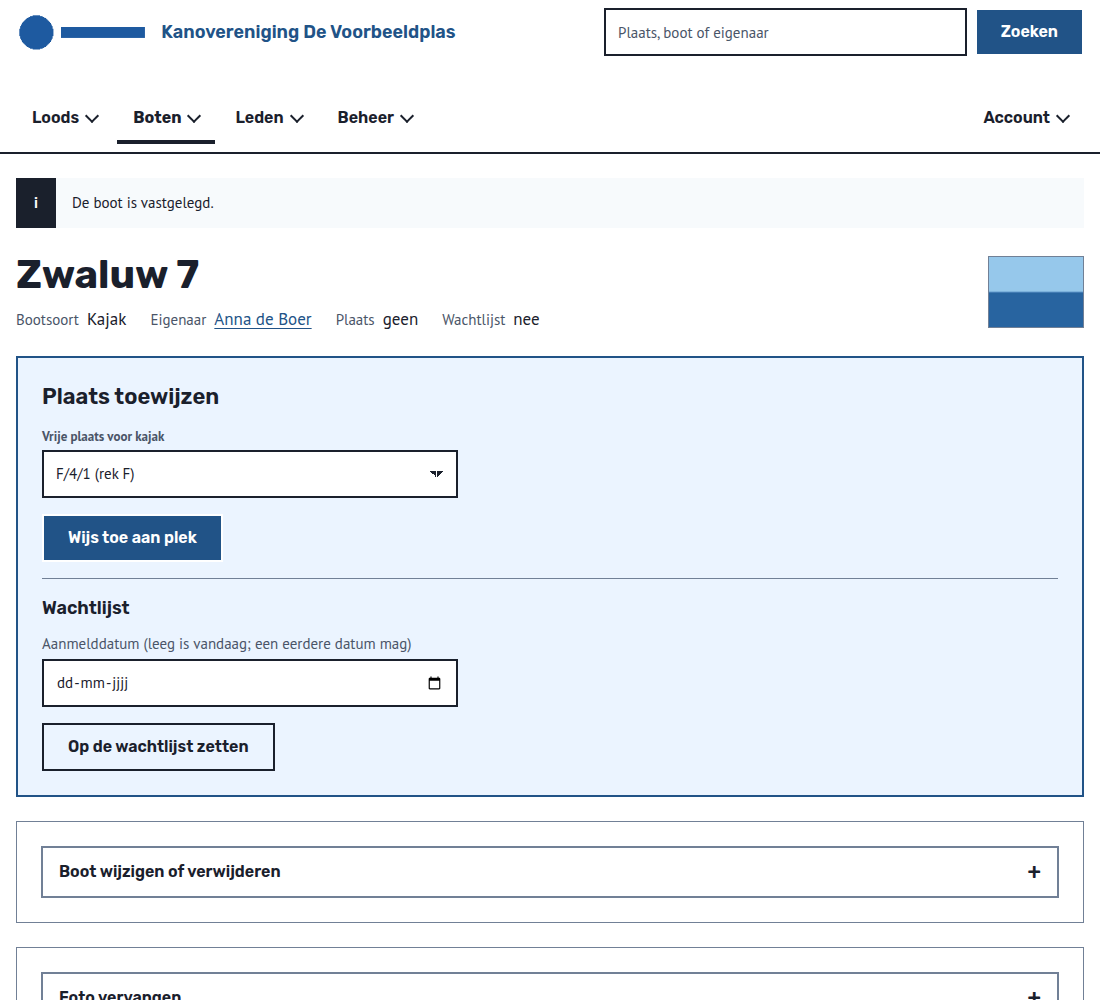 Kanovereniging De Voorbeeldplas
Plaats, boot of eigenaar
Zoeken
Loods
Boten
Leden
Beheer
Account
i
De boot is vastgelegd.
Zwaluw 7
Bootsoort Kajak Eigenaar Anna de Boer Plaats geen Wachtlijst nee
Plaats toewijzen
Vrije plaats voor kajak
F/4/1 (rek F)
Wijs toe aan plek
Wachtlijst
Aanmelddatum (leeg is vandaag; een eerdere datum mag)
dd-mm-jjjj
Op de wachtlijst zetten
Boot wijzigen of verwijderen
+
Foto vervangen
+